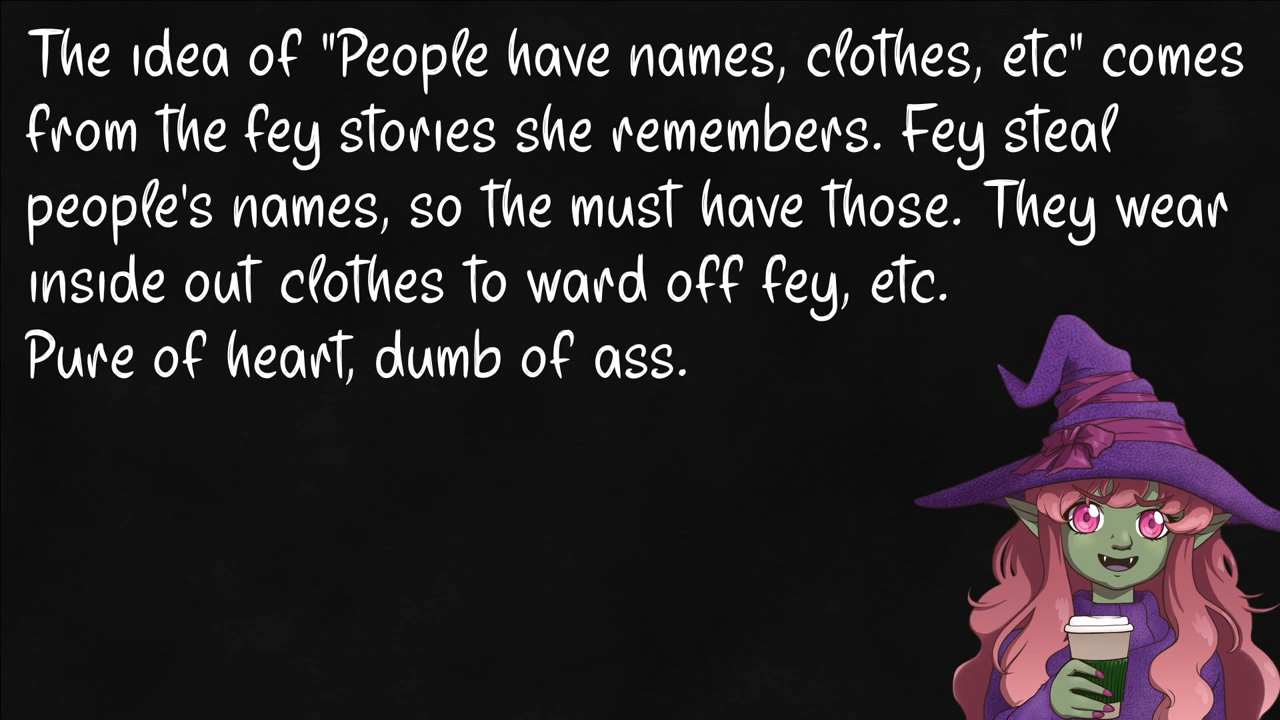 The idea of "People have names, clothes, etc" comes
from the fey stories she remembers. Fey steal
people's names, so the must have those. They wear
inside out clothes to ward off fey, etc.
Pure of heart, dumb of ass.